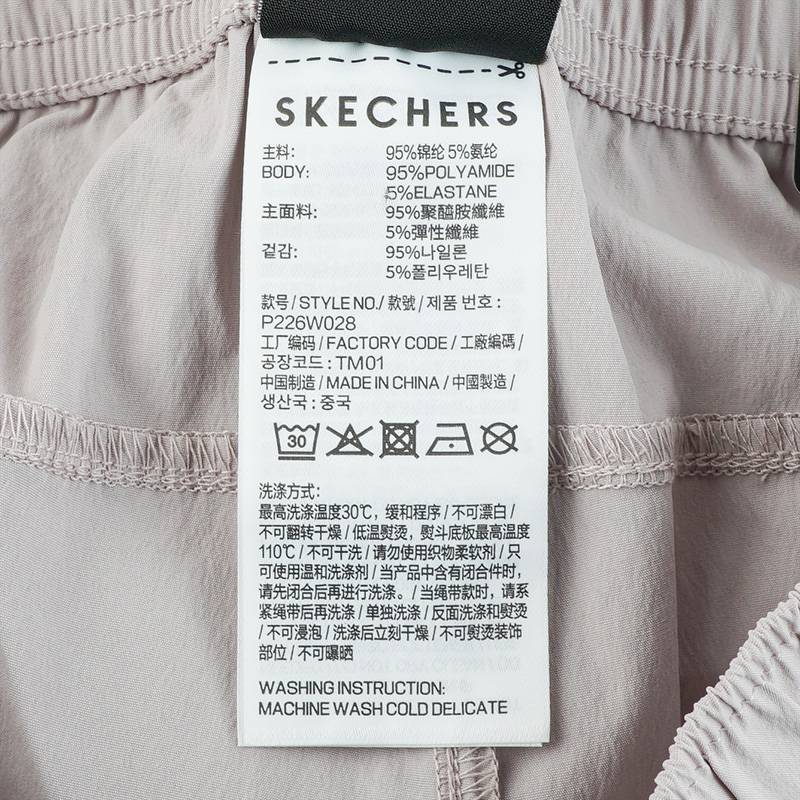 SKECHERS
主料: 95%锦纶 5%氨纶
BODY: 95%POLYAMIDE
5%ELASTANE
主面料: 95%聚醯胺纖維
5%彈性纖維
겉감: 95%나일론
5%폴리우레탄
款号 / STYLE NO./ 款號 / 제품 번호 :
P226W028
工厂编码 / FACTORY CODE / 工廠編碼 /
공장코드 : TM01
中国制造 / MADE IN CHINA / 中國製造 /
생산국 : 중국
30
洗涤方式:
最高洗涤温度30℃, 缓和程序 / 不可漂白 /
不可翻转干燥 / 低温熨烫, 熨斗底板最高温度
110℃ / 不可干洗 / 请勿使用织物柔软剂 / 只
可使用温和洗涤剂 / 当产品中含有闭合件时,
请先闭合后再进行洗涤。/ 当绳带款时, 请系
紧绳带后再洗涤 / 单独洗涤 / 反面洗涤和熨烫
/ 不可浸泡 / 洗涤后立刻干燥 / 不可熨烫装饰
部位 / 不可曝晒
WASHING INSTRUCTION:
MACHINE WASH COLD DELICATE